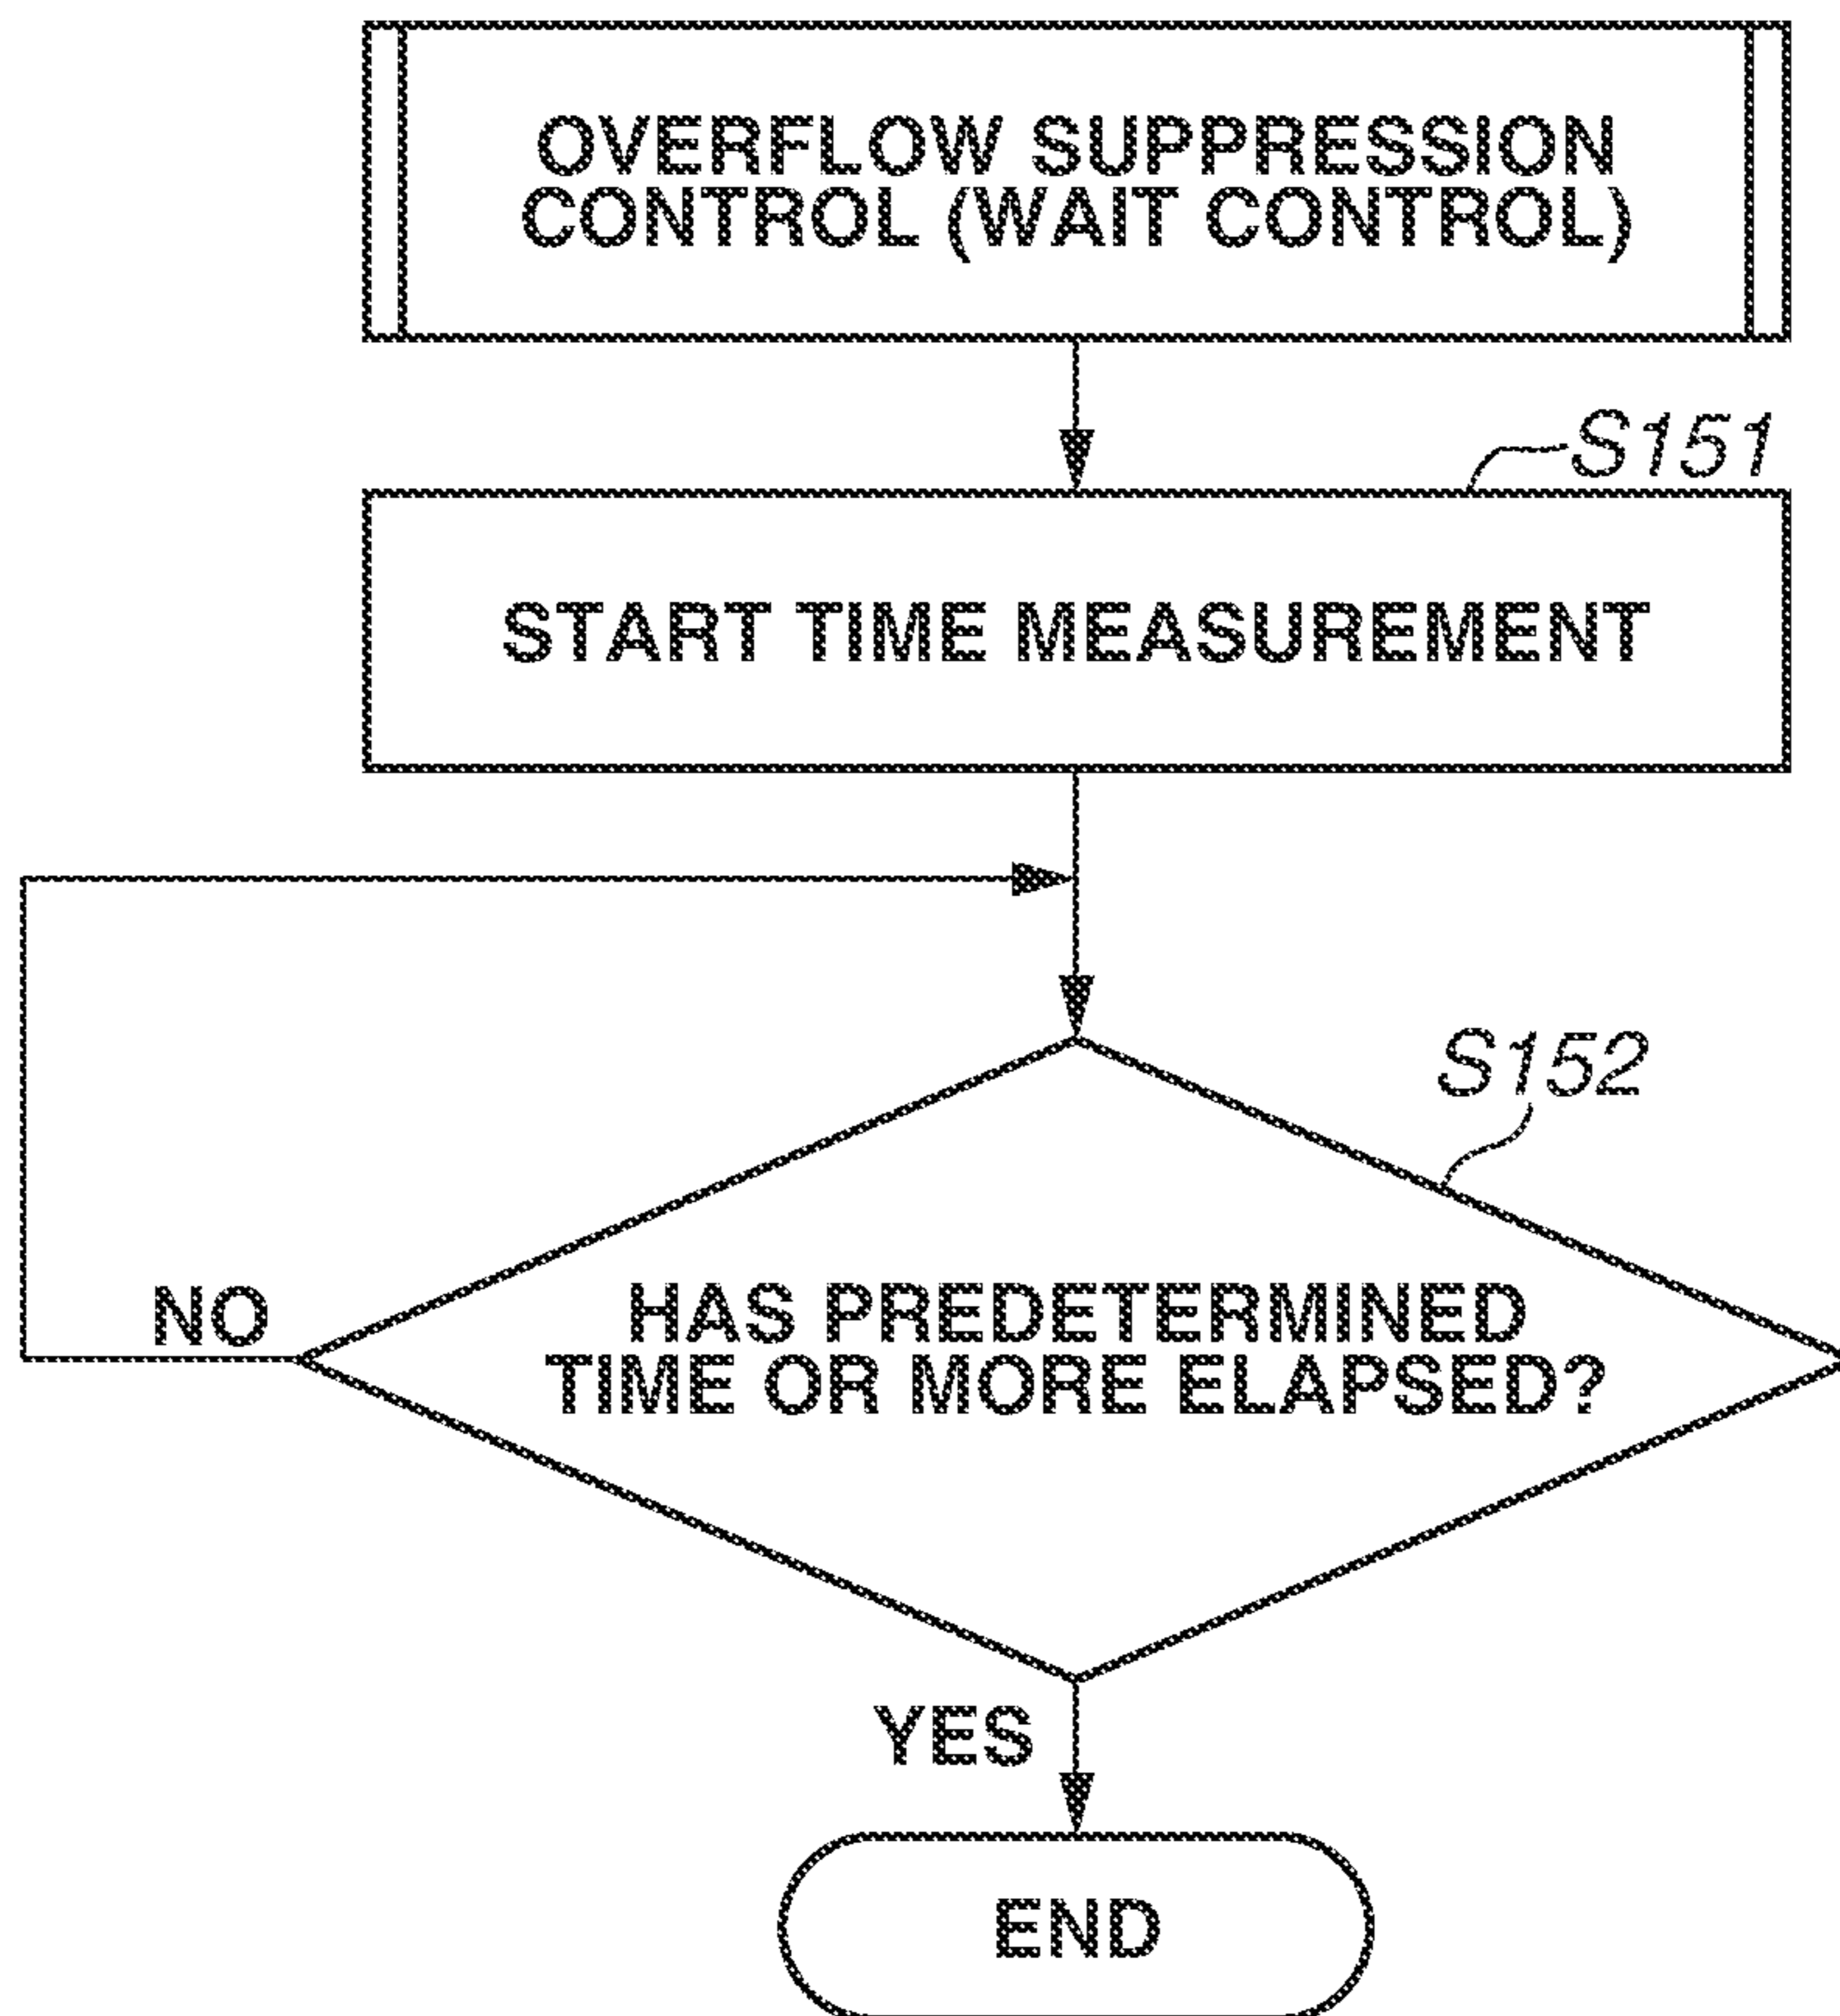 OVERFLOW SUPPRESSION
CONTROL (WAIT CONTROL)
S151
START TIME MEASUREMENT
S152
NO
HAS PREDETERMINED
TIME OR MORE ELAPSED?
YES
END